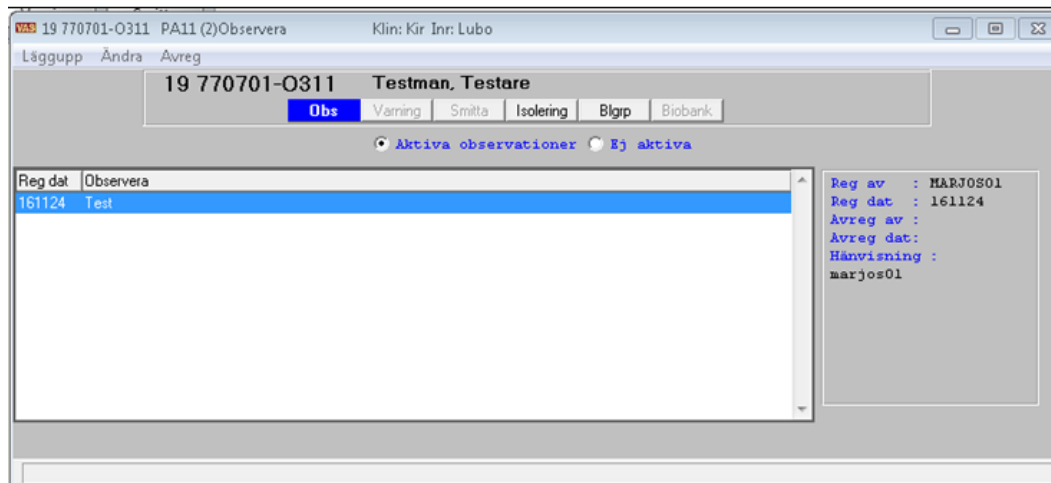 VAS 19 770701-O311 PA11 (2)Observera Klin: Kir Inr: Lubo
Läggupp Ändra Avreg
19 770701-O311 Testman, Testare
Obs Varning Smitta Isolering Blgrp Biobank
Aktiva observationer Ej aktiva
Reg dat Observera
161124 Test
Reg av : MARJOS01
Reg dat : 161124
Avreg av :
Avreg dat:
Hänvisning :
marjos01